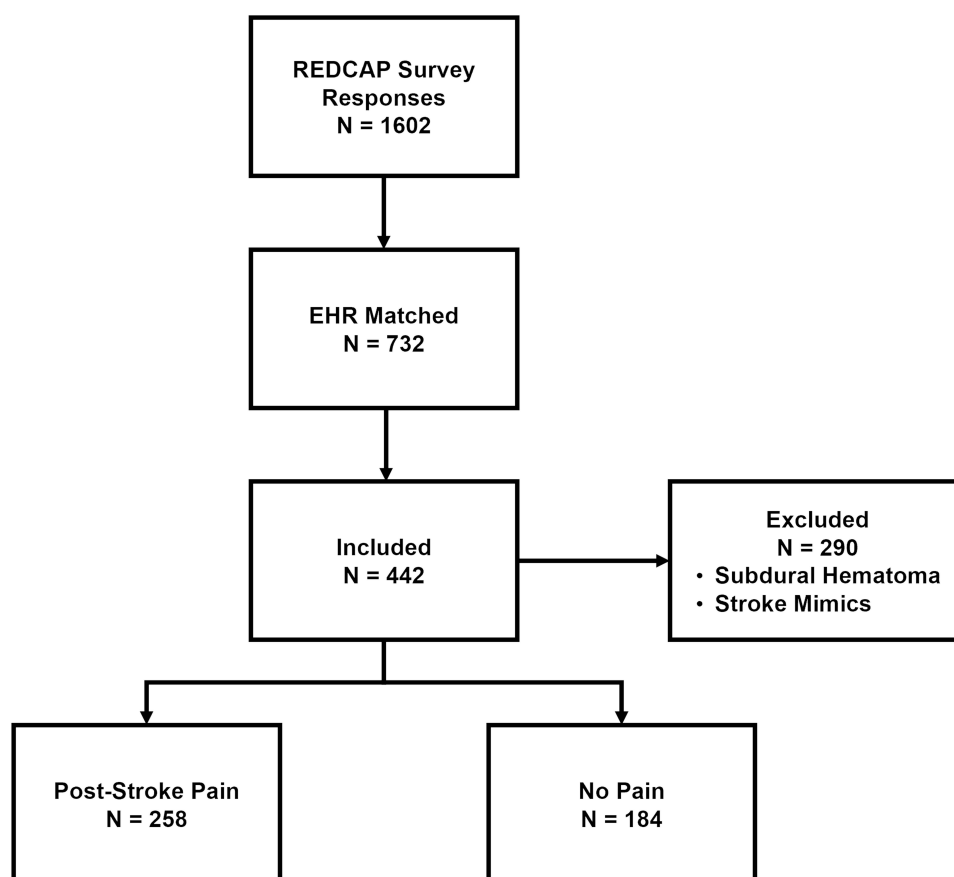 REDCAP Survey
Responses
N = 1602
EHR Matched
N = 732
Included
N = 442
Excluded
N = 290
• Subdural Hematoma
• Stroke Mimics
Post-Stroke Pain
N = 258
No Pain
N = 184